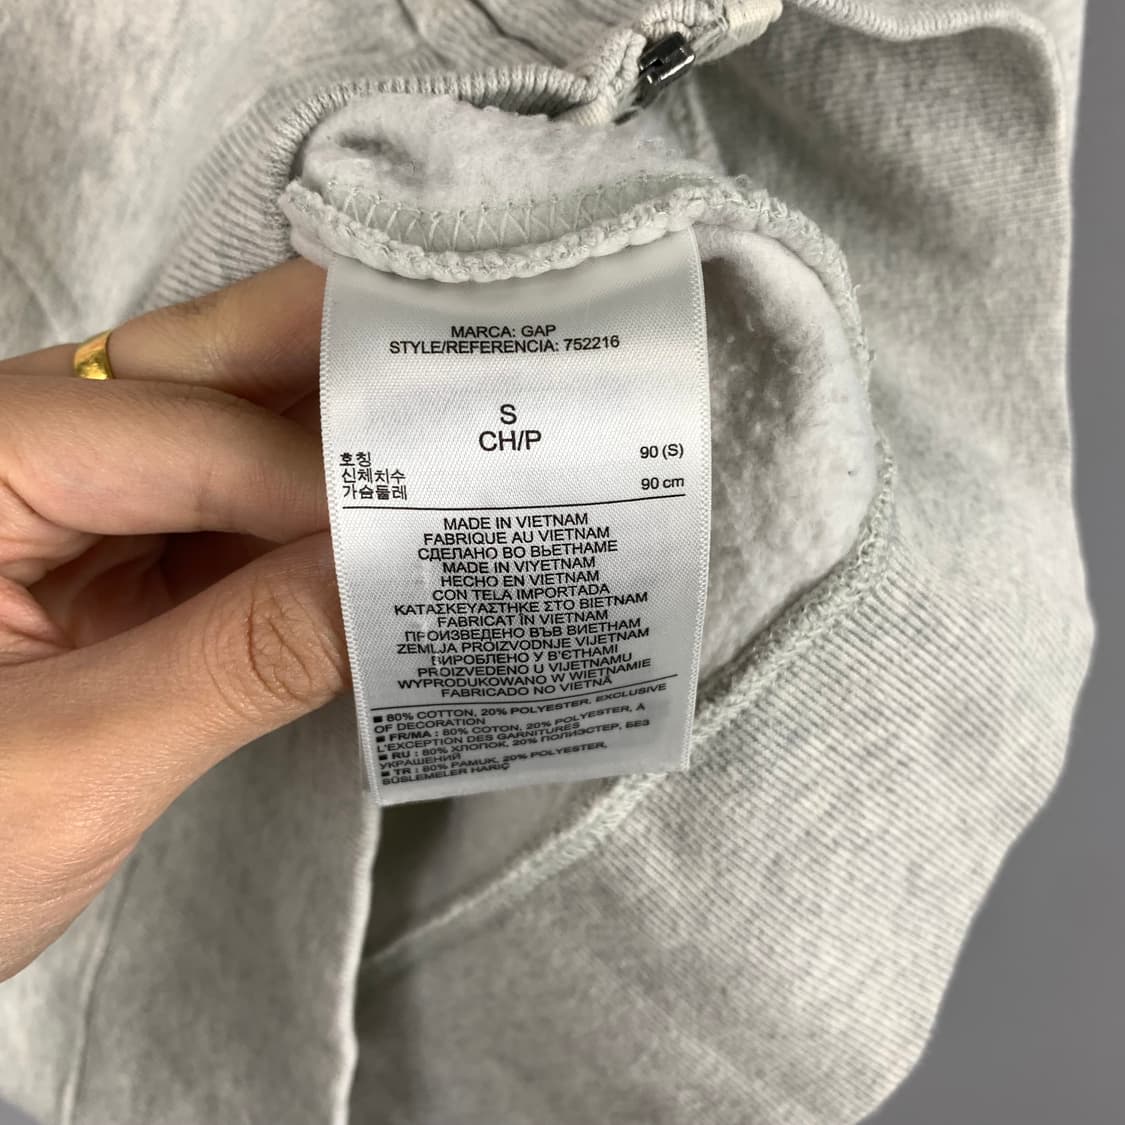 MARCA: GAP
STYLE/REFERENCIA: 752216
S
CH/P
호칭 90 (S)
신체치수
가슴둘레 90 cm
MADE IN VIETNAM
FABRIQUE AU VIETNAM
СДЕЛАНО ВО ВЬЕТНАМЕ
MADE IN VIYETNAM
HECHO EN VIETNAM
CON TELA IMPORTADA
ΚΑΤΑΣΚΕΥΑΣΤΗΚΕ ΣΤΟ ΒΙΕΤΝΑΜ
FABRICAT ÎN VIETNAM
ПРОИЗВЕДЕНО ВЪВ ВИЕТНАМ
ZEMLJA PROIZVODNJE VIJETNAM
ВИРОБЛЕНО У В'ЄТНАМІ
PROIZVEDENO U VIJETNAMU
WYPRODUKOWANO W WIETNAMIE
FABRICADO NO VIETNÃ
■ 80% COTTON, 20% POLYESTER, EXCLUSIVE
OF DECORATION
■ FR/MA : 80% COTON, 20% POLYESTER, À
L'EXCEPTION DES GARNITURES
■ RU : 80% ХЛОПОК, 20% ПОЛИЭСТЕР, БЕЗ
УКРАШЕНИЙ
■ TR : 80% PAMUK, 20% POLYESTER,
SÜSLEMELER HARİÇ